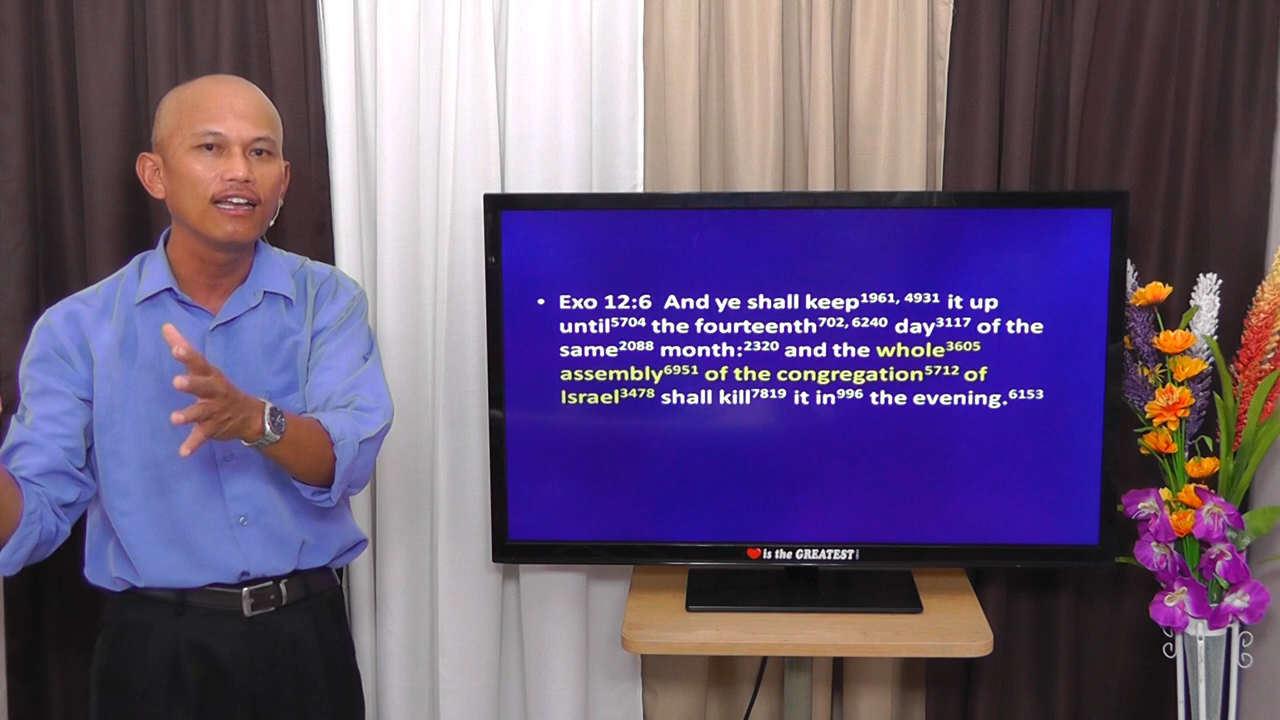 • Exo 12:6 And ye shall keep1961, 4931 it up
until5704 the fourteenth702, 6240 day3117 of the
same2088 month:2320 and the whole3605
assembly6951 of the congregation5712 of
Israel3478 shall kill7819 it in996 the evening.6153
❤is the GREATEST!